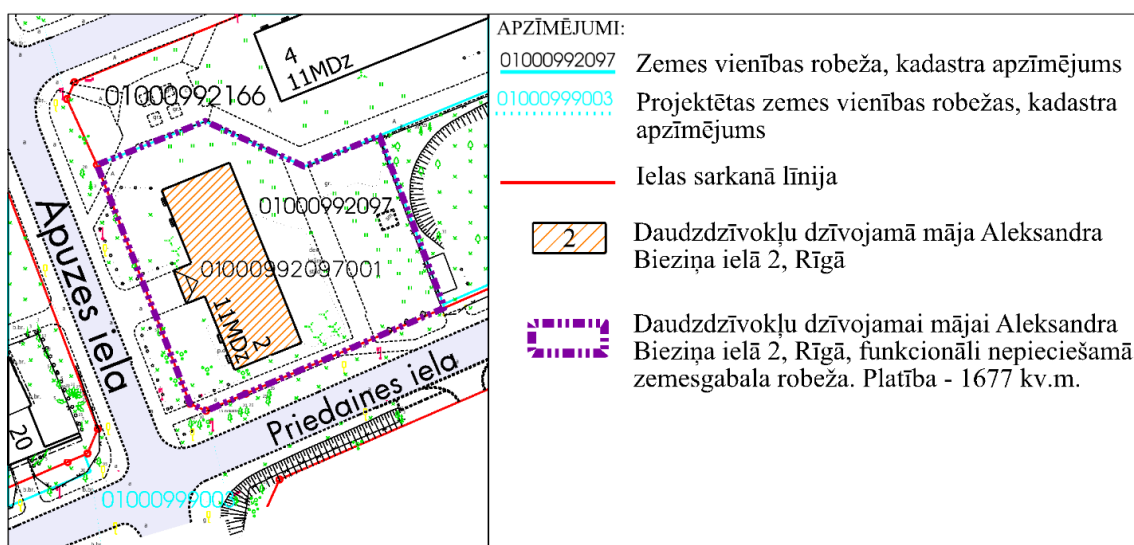 4
11MDz
01000992166
01000992097
01000992097001
11MDz
2
Apuzes iela
Priedaines iela
20
01000999003
APZĪMĒJUMI:
01000992097 Zemes vienības robeža, kadastra apzīmējums
01000999003 Projektētas zemes vienības robežas, kadastra
apzīmējums
Ielas sarkanā līnija
2 Daudzdzīvokļu dzīvojamā māja Aleksandra
Bieziņa ielā 2, Rīgā
Daudzdzīvokļu dzīvojamai mājai Aleksandra
Bieziņa ielā 2, Rīgā, funkcionāli nepieciešamā
zemesgabala robeža. Platība - 1677 kv.m.